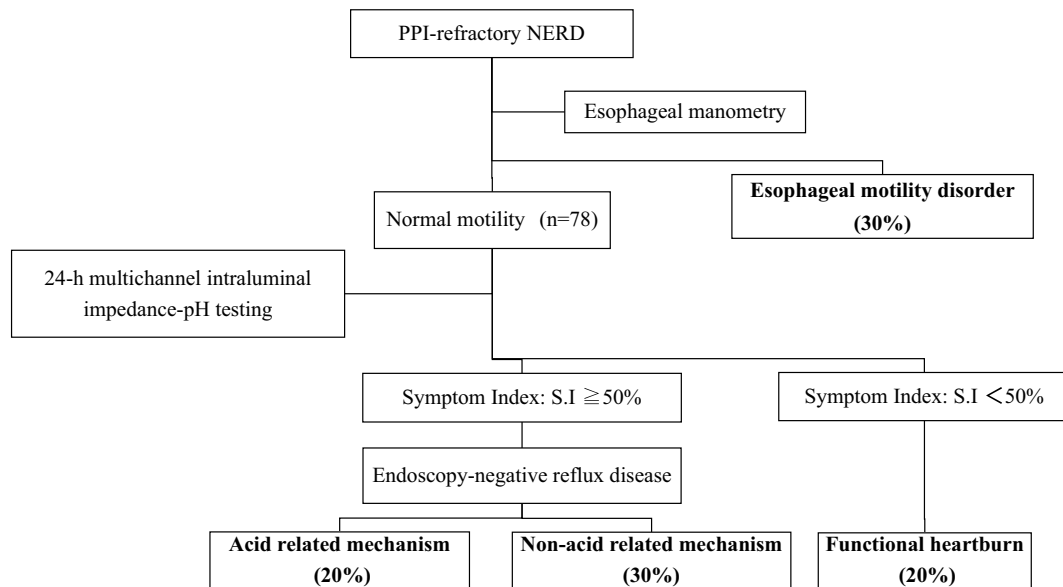 PPI-refractory NERD
Esophageal manometry
Esophageal motility disorder
(30%)
Normal motility (n=78)
24-h multichannel intraluminal
impedance-pH testing
Symptom Index: S.I ≧50%
Symptom Index: S.I <50%
Endoscopy-negative reflux disease
Acid related mechanism
(20%)
Non-acid related mechanism
(30%)
Functional heartburn
(20%)